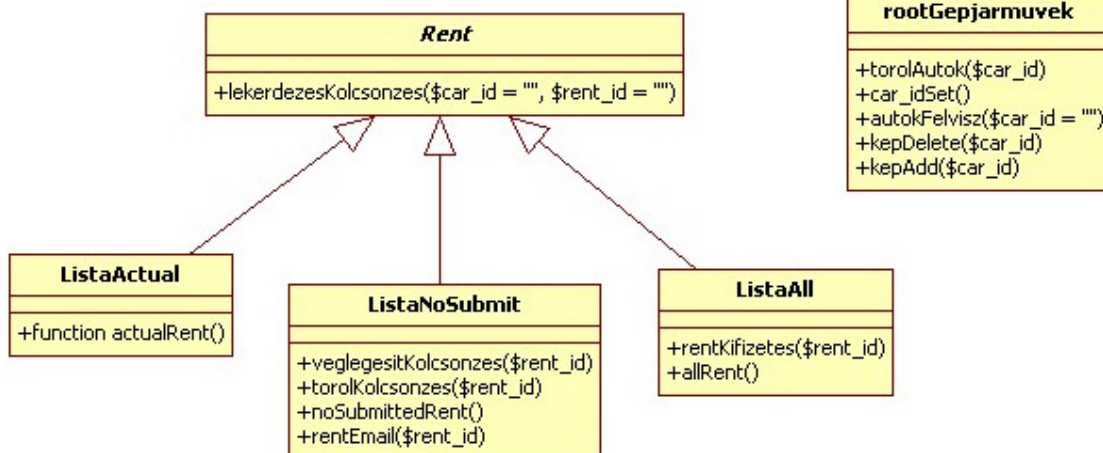 Rent
+lekerdezesKolcsonzes($car_id = "", $rent_id = "")
rootGepjarmuvek
+torolAutok($car_id)
+car_idSet()
+autokFelvisz($car_id = "")
+kepDelete($car_id)
+kepAdd($car_id)
ListaActual
+function actualRent()
ListaNoSubmit
+veglegesitKolcsonzes($rent_id)
+torolKolcsonzes($rent_id)
+noSubmittedRent()
+rentEmail($rent_id)
ListaAll
+rentKifizetes($rent_id)
+allRent()